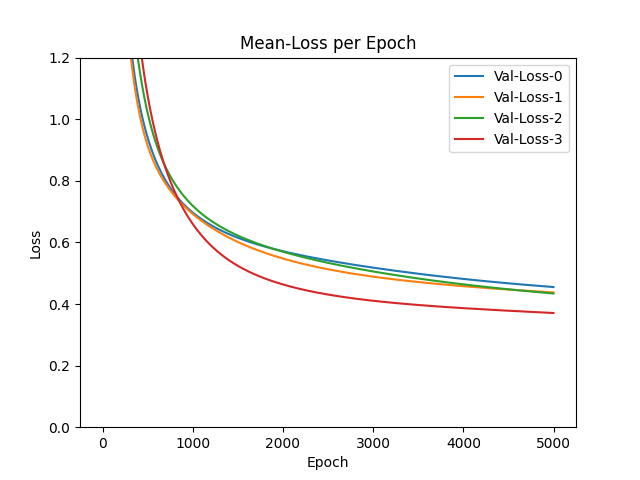 Mean-Loss per Epoch
Loss
1.2
1.0
0.8
0.6
0.4
0.2
0.0
Val-Loss-0
Val-Loss-1
Val-Loss-2
Val-Loss-3
0 1000 2000 3000 4000 5000
Epoch